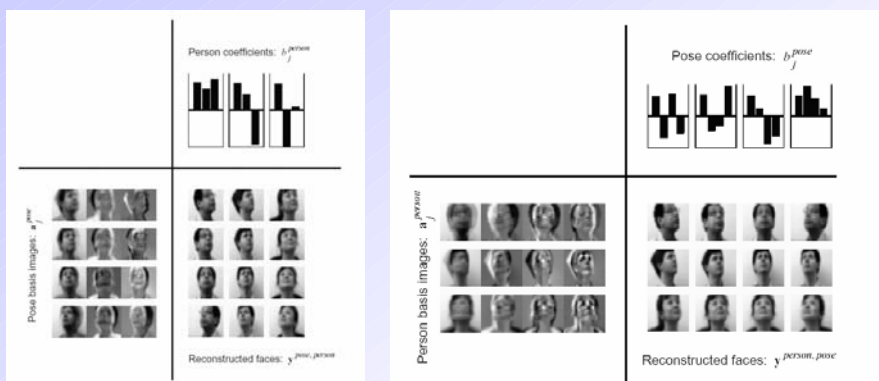 Person coefficients: b_j^person
Pose basis images: a_j^pose
Reconstructed faces: y^pose, person
Pose coefficients: b_j^pose
Person basis images: a_j^person
Reconstructed faces: y^person, pose